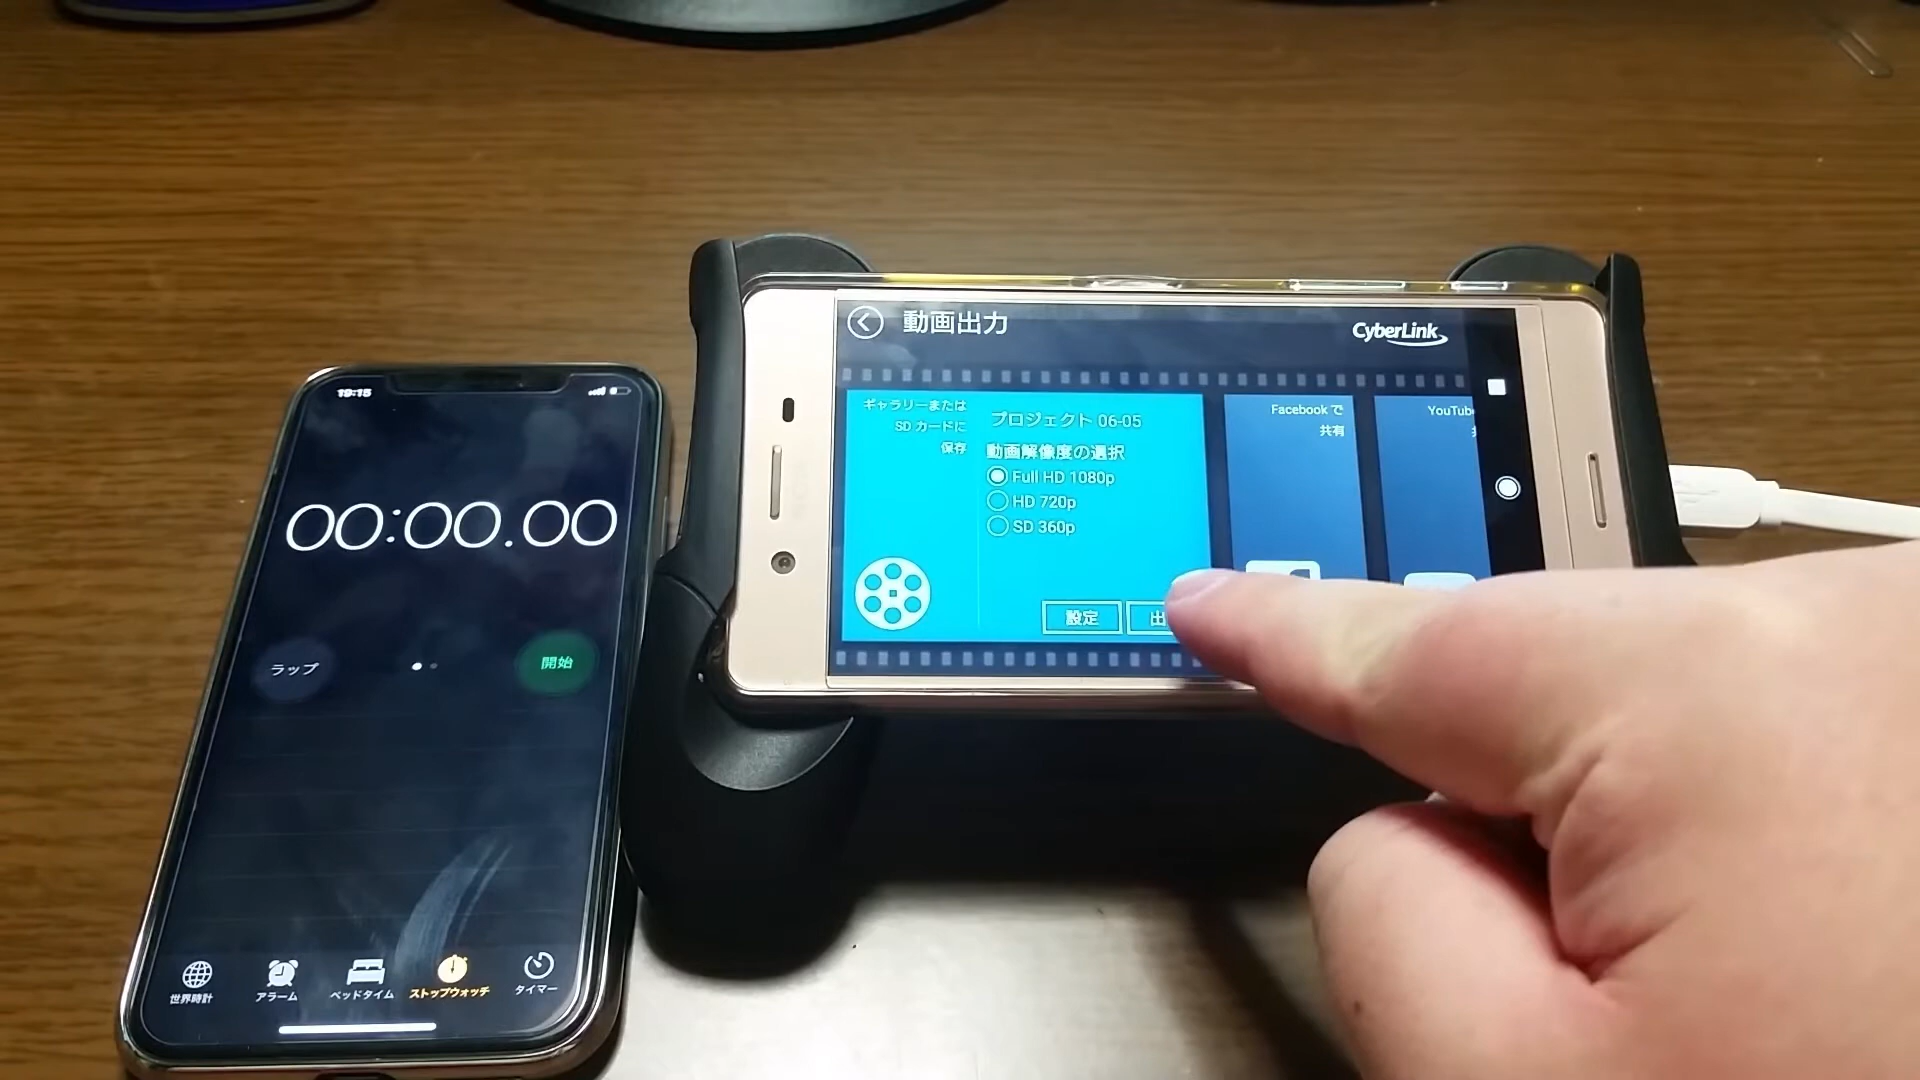 19:15
00:00.00
ラップ
開始
世界時計
アラーム
ベッドタイム
ストップウォッチ
タイマー
動画出力
CyberLink
ギャラリーまたは
SD カードに
保存
プロジェクト 06-05
動画解像度の選択
Full HD 1080p
HD 720p
SD 360p
設定
出
Facebook で
共有
YouTube